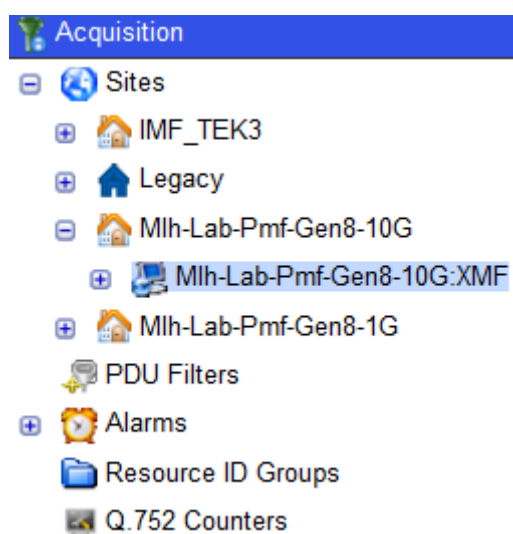 Acquisition
Sites
IMF_TEK3
Legacy
Mlh-Lab-Pmf-Gen8-10G
Mlh-Lab-Pmf-Gen8-10G:XMF
Mlh-Lab-Pmf-Gen8-1G
PDU Filters
Alarms
Resource ID Groups
Q.752 Counters